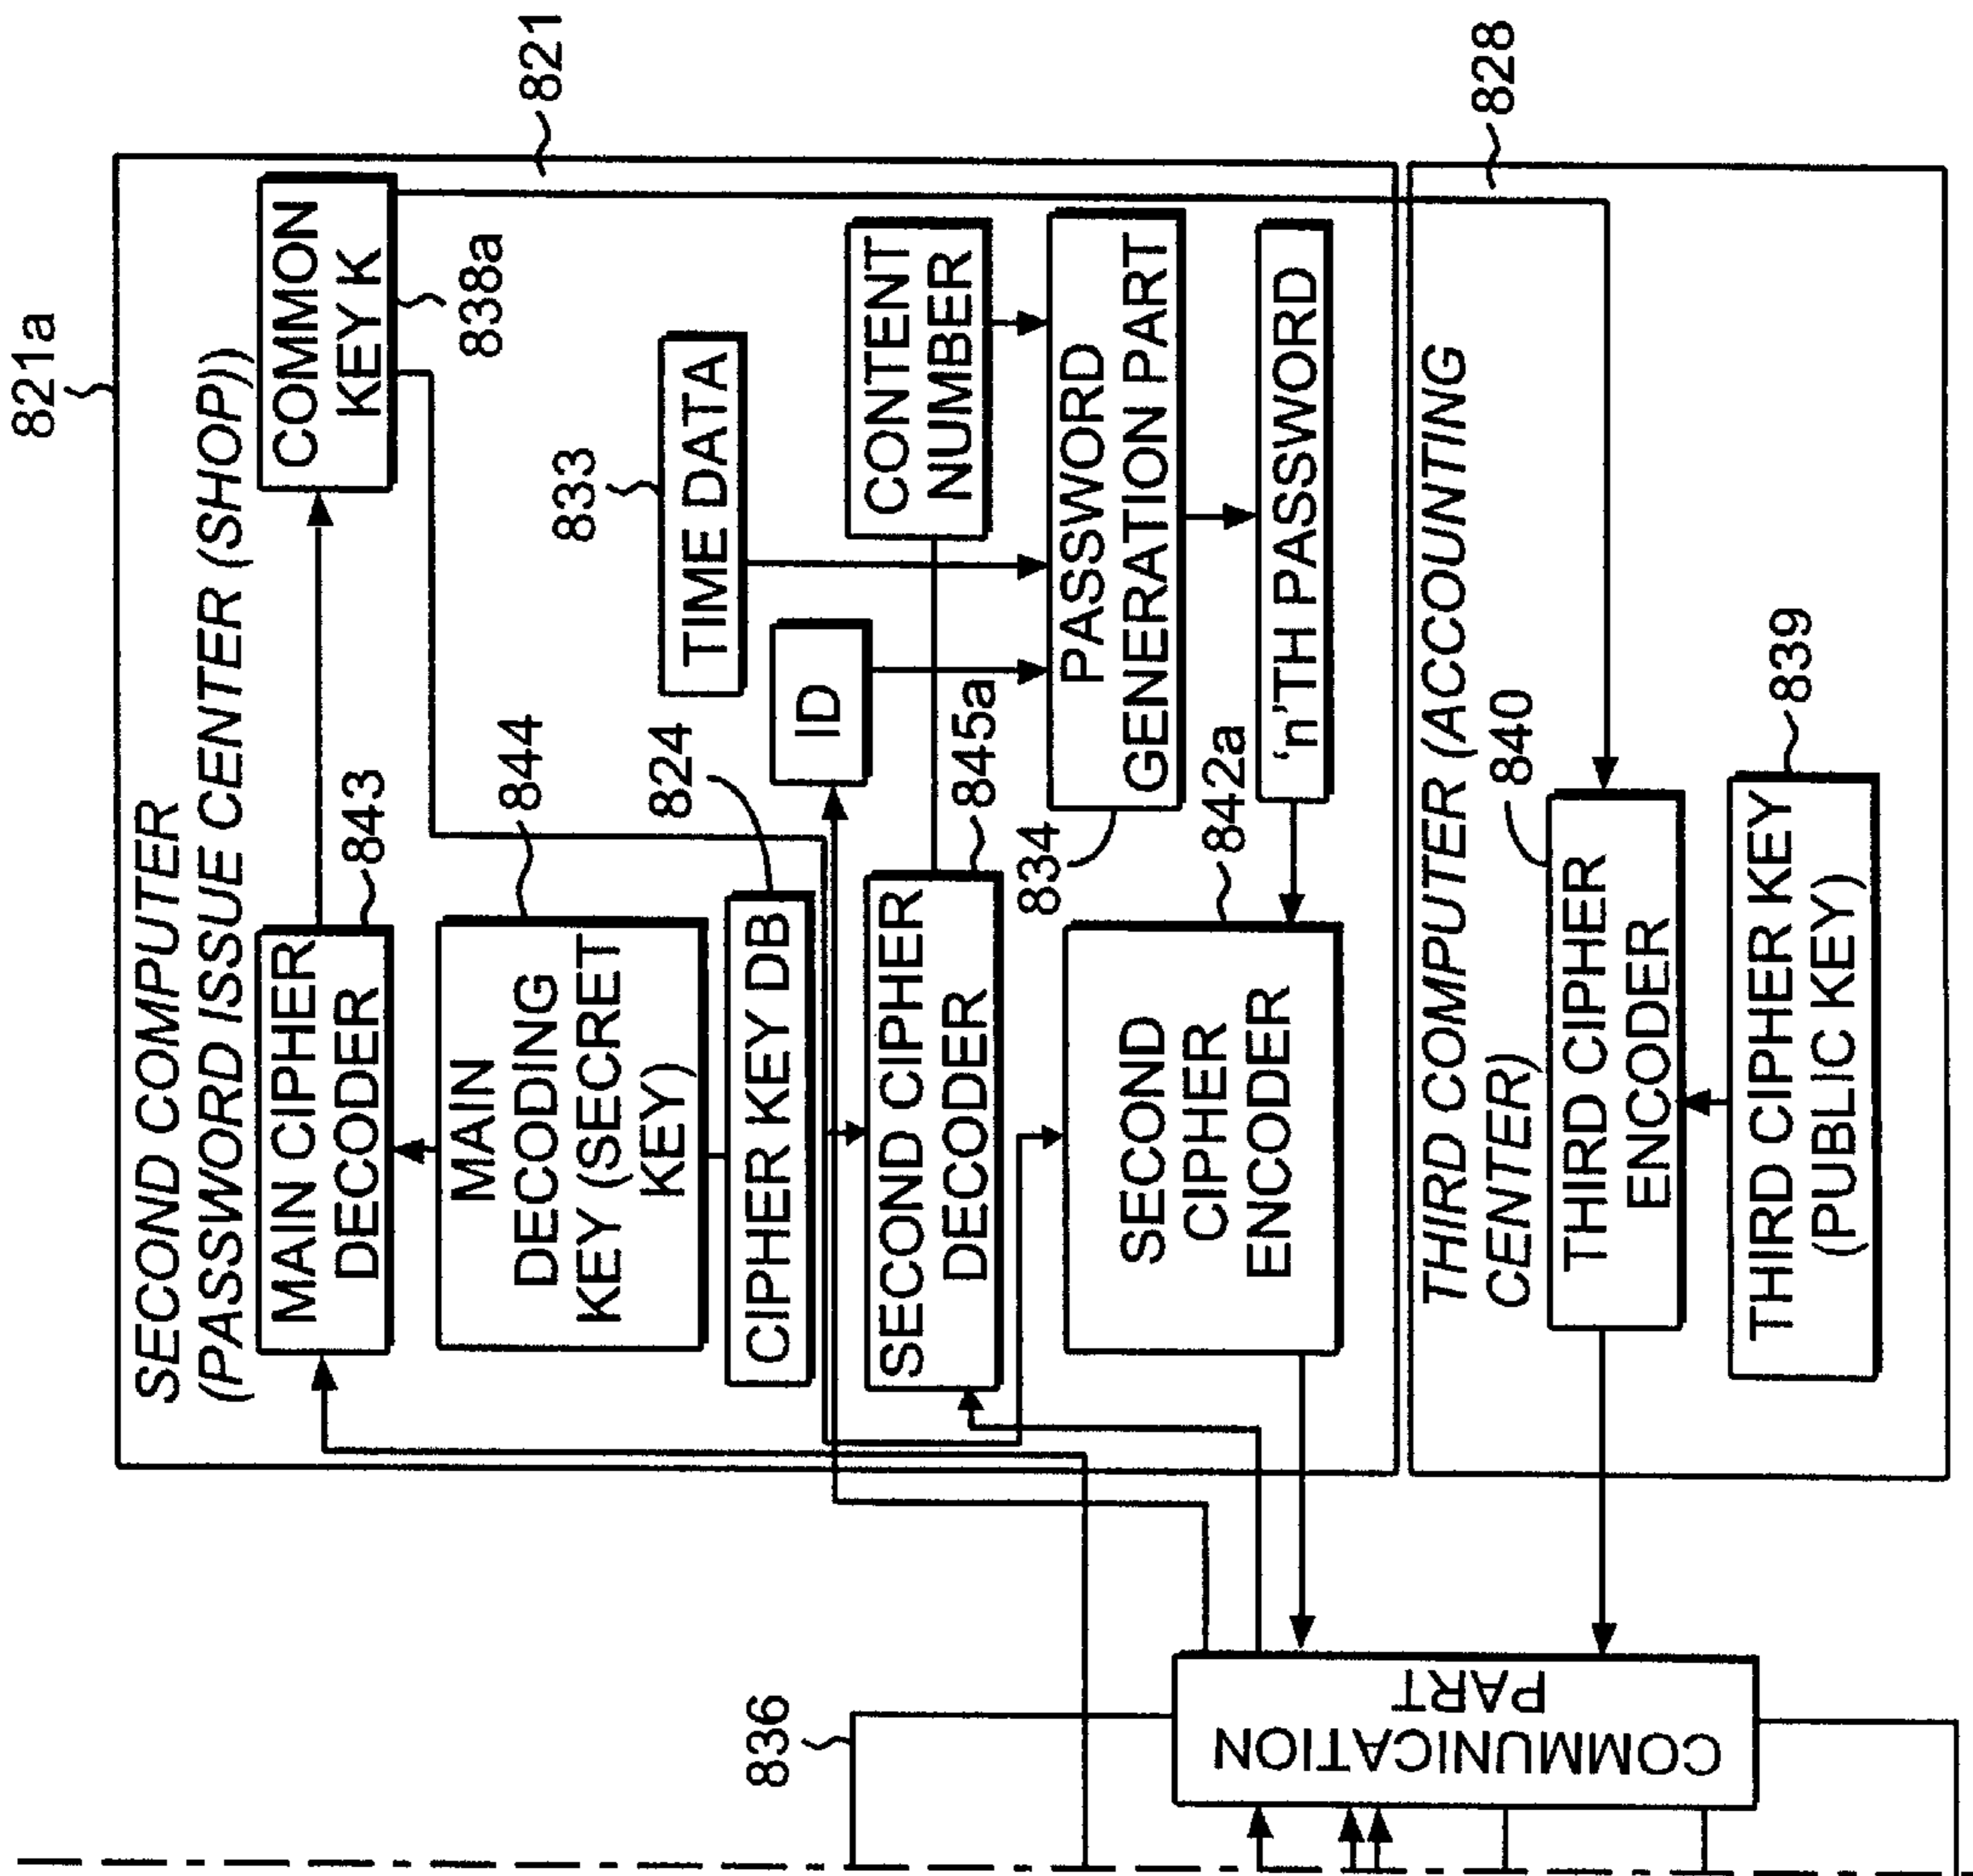 821a
821
SECOND COMPUTER
(PASSWORD ISSUE CENTER (SHOP))
MAIN CIPHER
DECODER
843
COMMON
KEY K
838a
MAIN
DECODING
KEY (SECRET
KEY)
844
CIPHER KEY DB
824
833
TIME DATA
ID
CONTENT
NUMBER
SECOND CIPHER
DECODER
845a
PASSWORD
GENERATION PART
834
SECOND
CIPHER
ENCODER
842a
'n'TH PASSWORD
828
THIRD COMPUTER (ACCOUNTING
CENTER)
THIRD CIPHER
ENCODER
840
THIRD CIPHER KEY
(PUBLIC KEY)
839
836
COMMUNICATION
PART